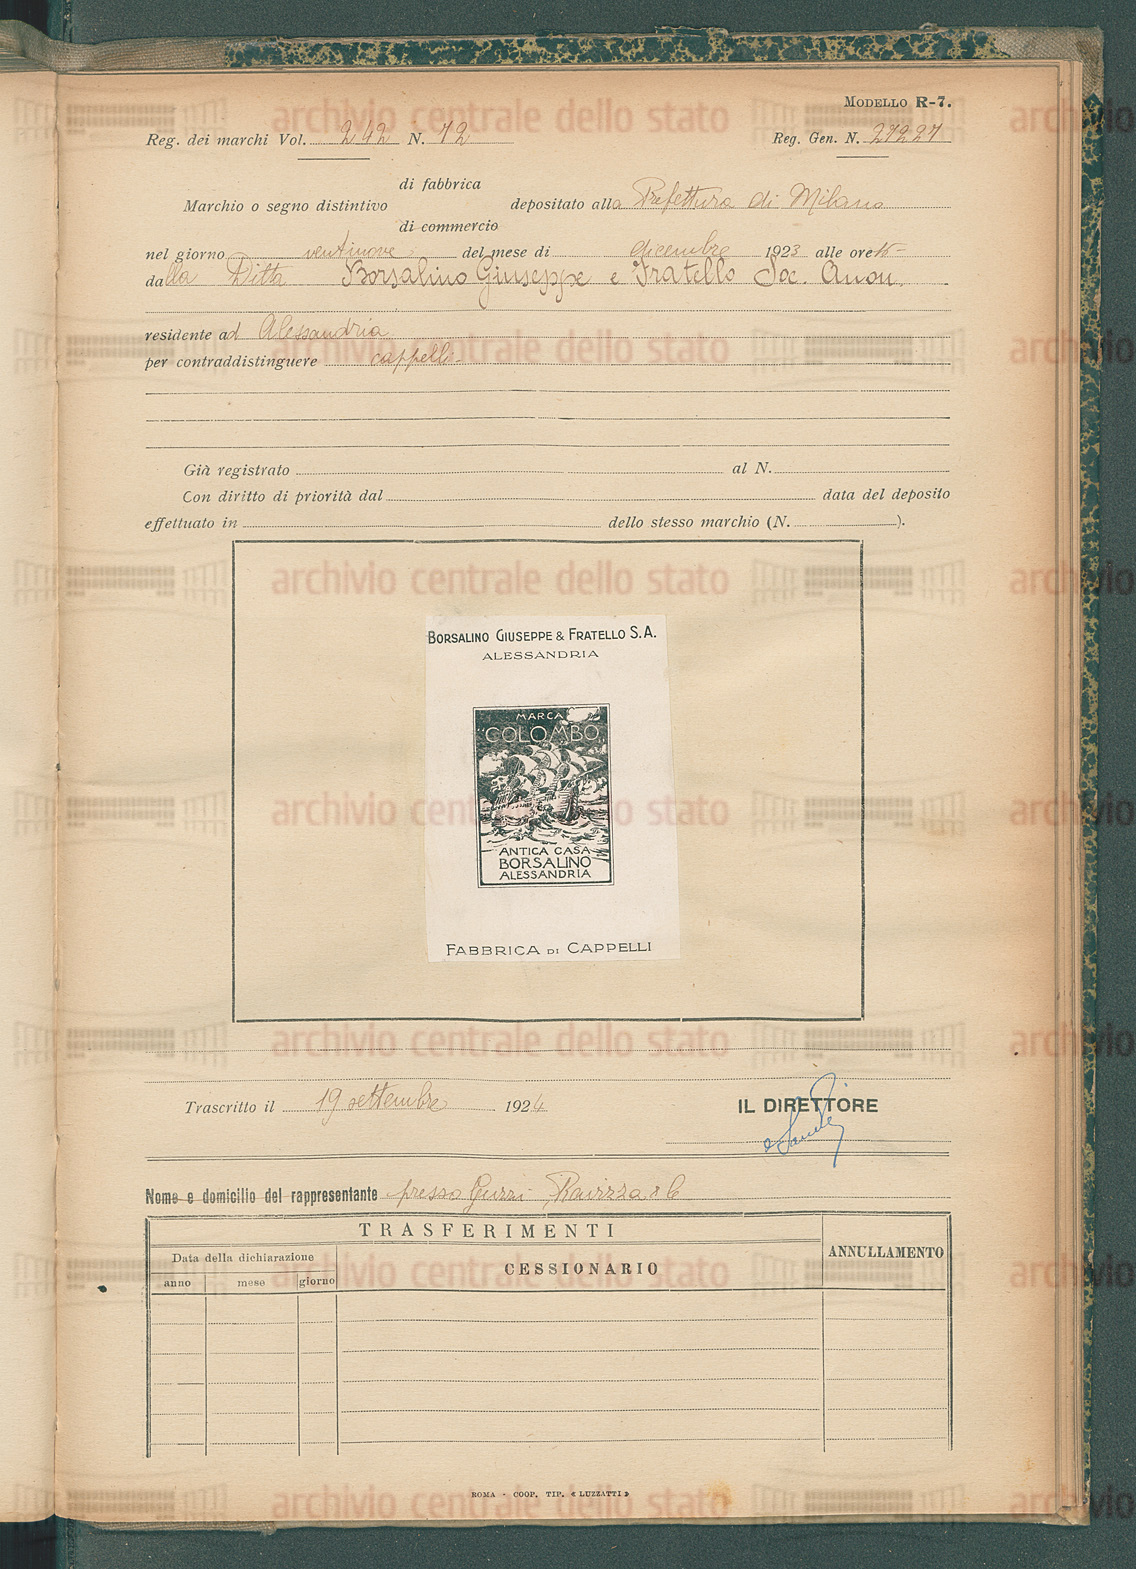 MODELLO R-7.
Reg. dei marchi Vol. 242 N. 72
Reg. Gen. N. 27227
di fabbrica
Marchio o segno distintivo depositato alla Prefettura di Milano
di commercio
nel giorno ventinove del mese di dicembre 1923 alle ore
dalla Ditta Borsalino Giuseppe e Fratello Soc. Anon.
residente ad Alessandria
per contraddistinguere cappelli
Già registrato al N.
Con diritto di priorità dal data del deposito
effettuato in dello stesso marchio (N. ).
BORSALINO GIUSEPPE & FRATELLO S.A.
ALESSANDRIA
MARCA
"COLOMBO"
ANTICA CASA
BORSALINO
ALESSANDRIA
FABBRICA DI CAPPELLI
Trascritto il 19 settembre 1924
IL DIRETTORE
Nome e domicilio del rappresentante presso Ravizza & C
TRASFERIMENTI
Data della dichiarazione
CESSIONARIO
ANNULLAMENTO
anno mese giorno
ROMA - COOP. TIP. « LUZZATTI »
archivio centrale dello stato